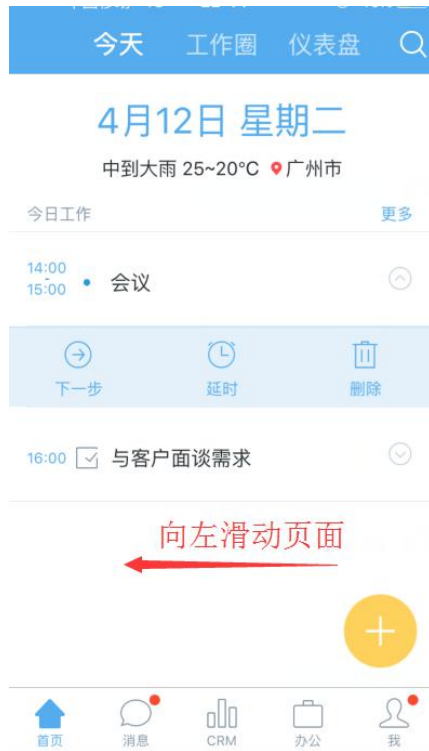 今天 工作圈 仪表盘
4月12日 星期二
中到大雨 25~20°C 广州市
今日工作 更多
14:00
-
15:00 • 会议
下一步 延时 删除
16:00 与客户面谈需求
向左滑动页面
首页 消息 CRM 办公 我